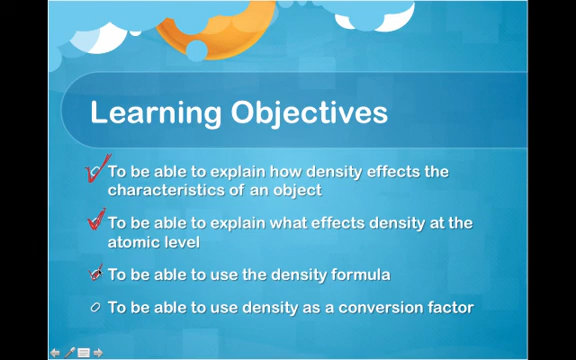 Learning Objectives
To be able to explain how density effects the
characteristics of an object
To be able to explain what effects density at the
atomic level
To be able to use the density formula
To be able to use density as a conversion factor